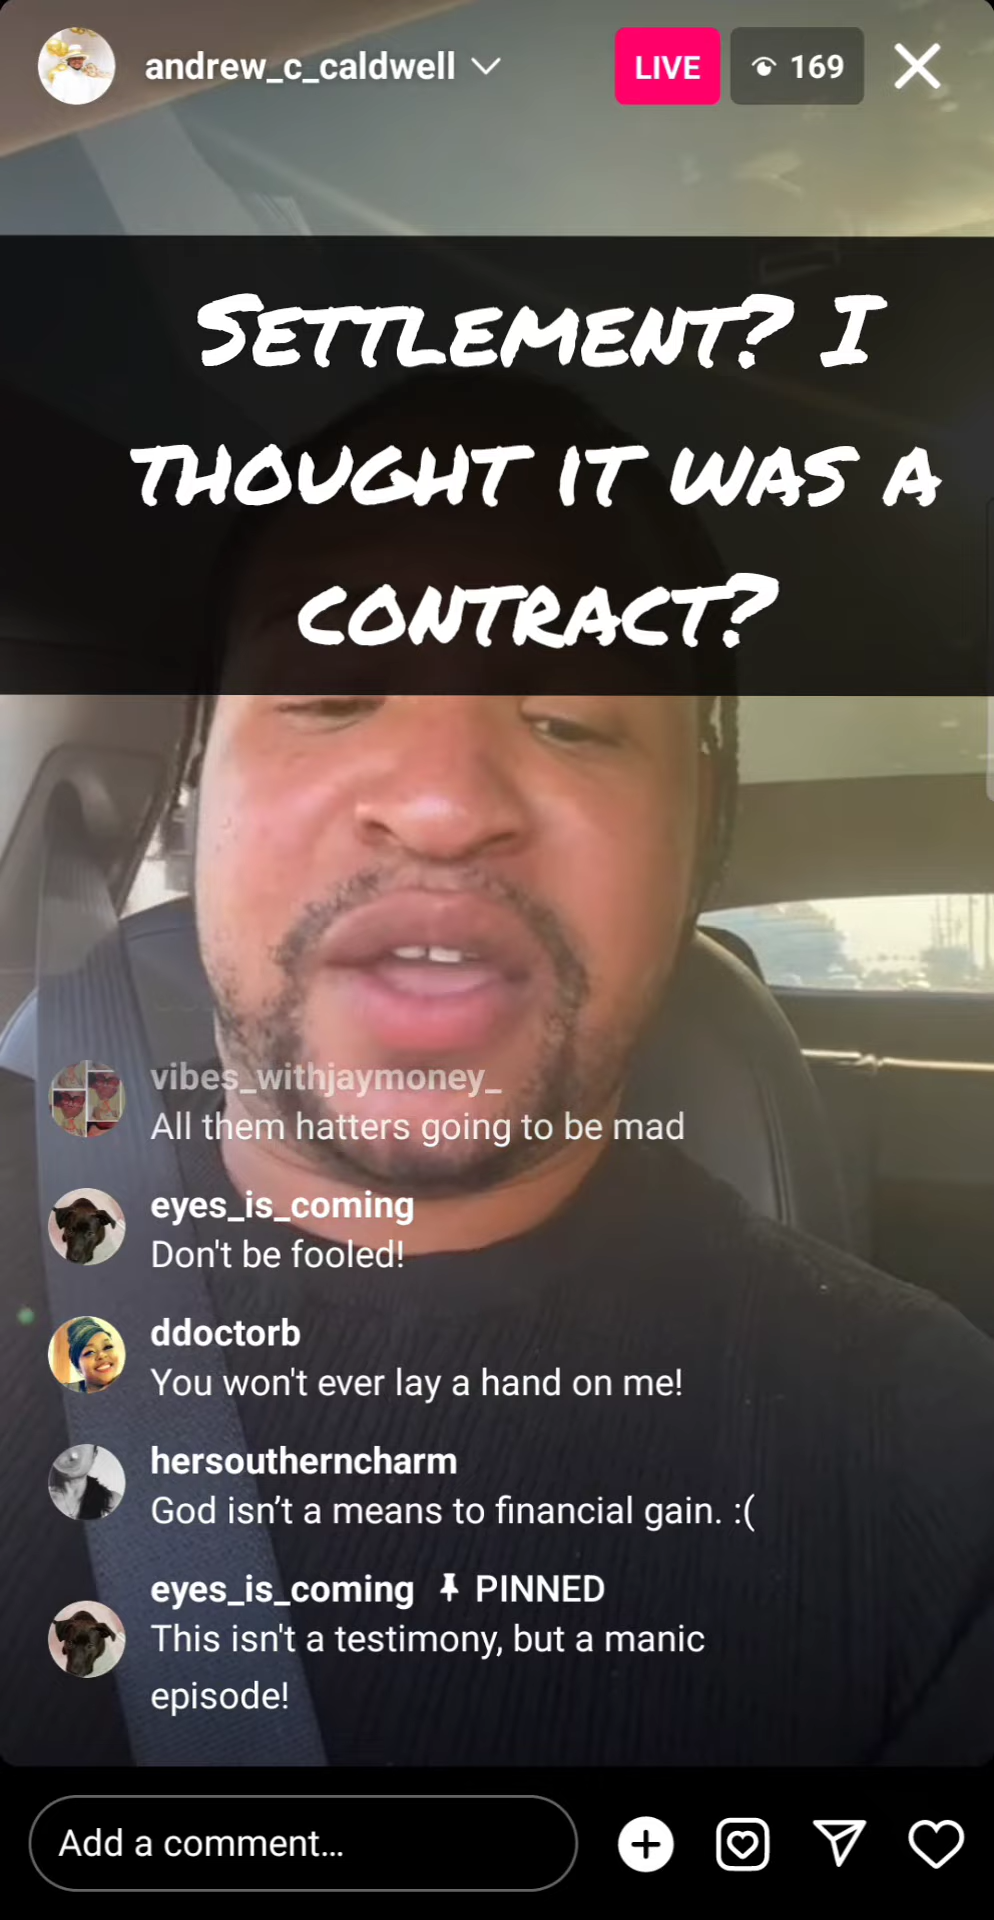 andrew_c_caldwell
LIVE
169
SETTLEMENT? I
THOUGHT IT WAS A
CONTRACT?
vibes_withjaymoney_
All them hatters going to be mad
eyes_is_coming
Don't be fooled!
ddoctorb
You won't ever lay a hand on me!
hersoutherncharm
God isn’t a means to financial gain. :(
eyes_is_coming PINNED
This isn't a testimony, but a manic
episode!
Add a comment...